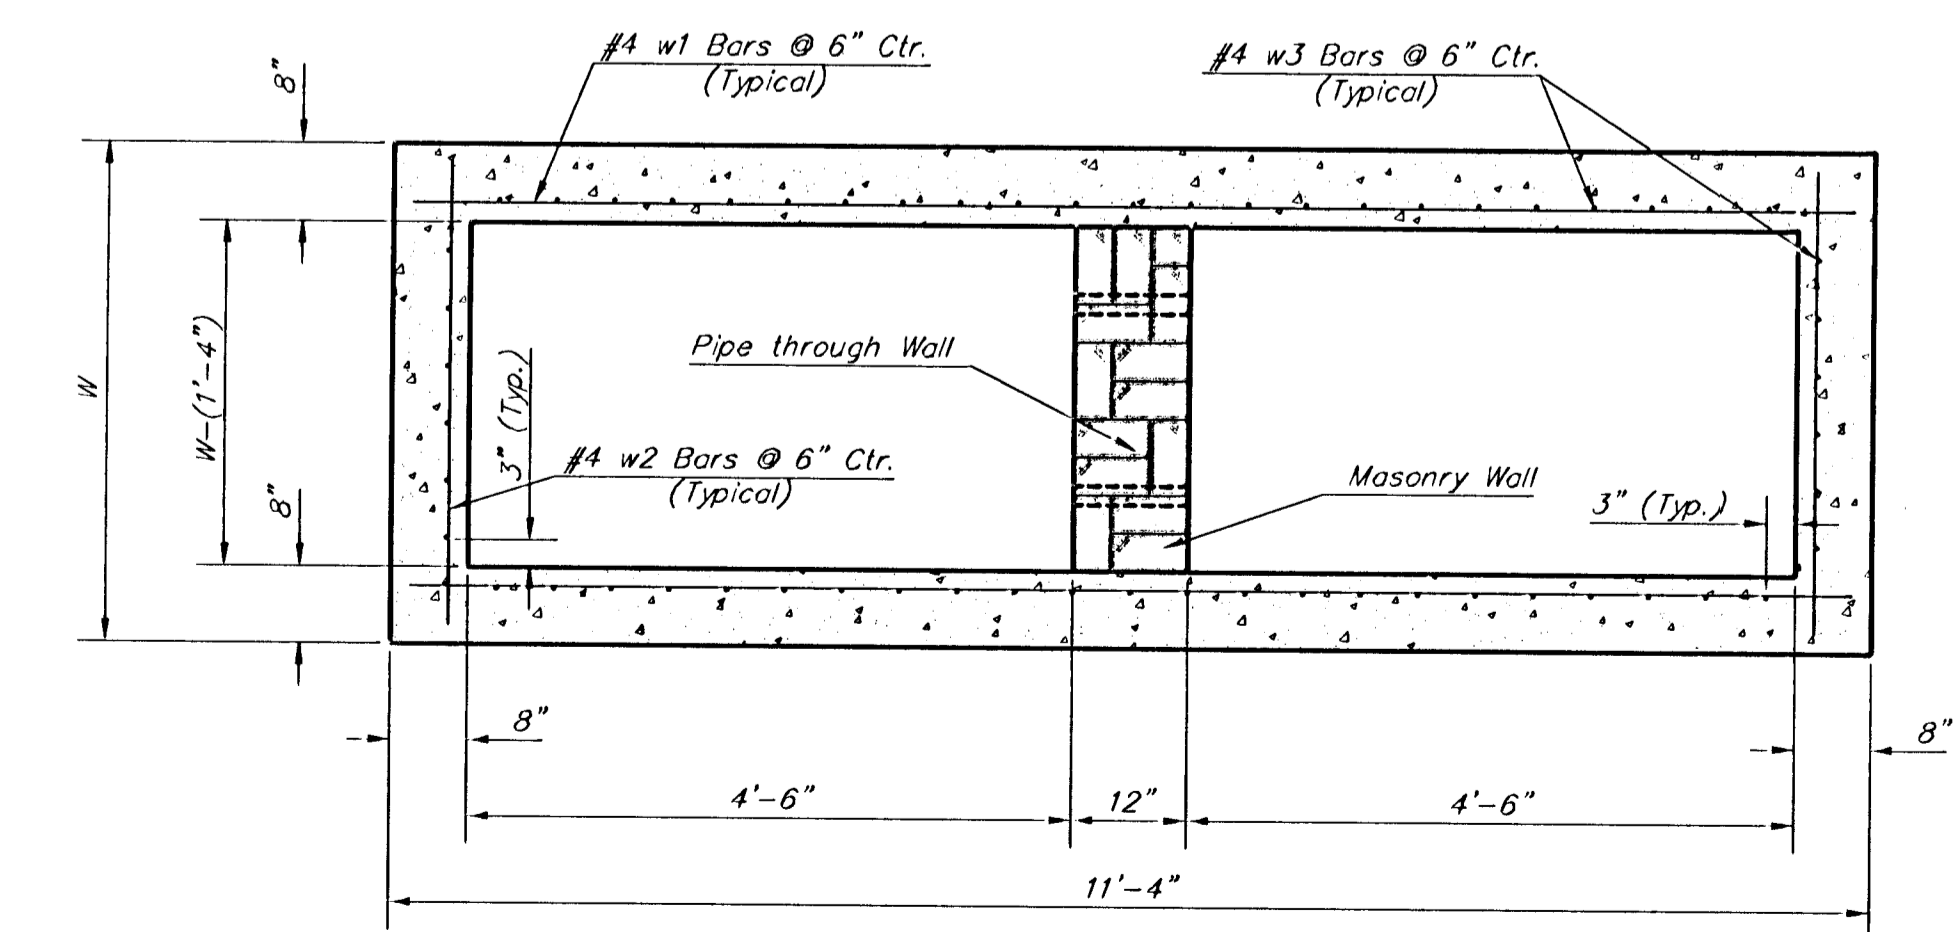 #4 w1 Bars @ 6" Ctr.
(Typical)
#4 w3 Bars @ 6" Ctr.
(Typical)
8"
W
W-(1'-4")
Pipe through Wall
3" (Typ.)
#4 w2 Bars @ 6" Ctr.
(Typical)
Masonry Wall
3" (Typ.)
8"
8"
8"
4'-6"
12"
4'-6"
11'-4"